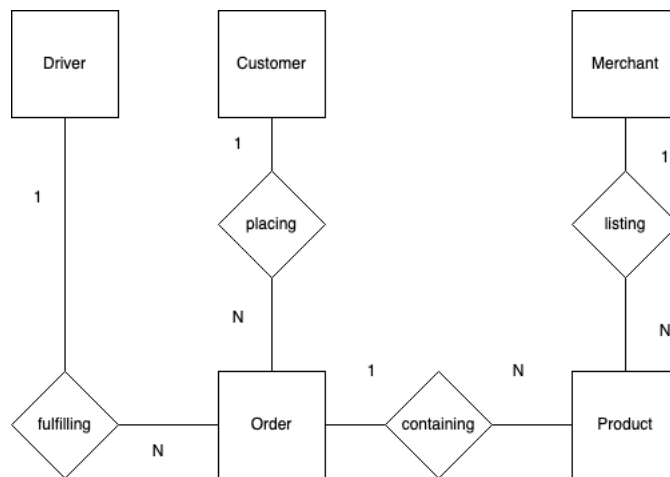 Driver
Customer
Merchant
1
1
1
placing
listing
N
N
1
N
fulfilling
Order
containing
Product
N